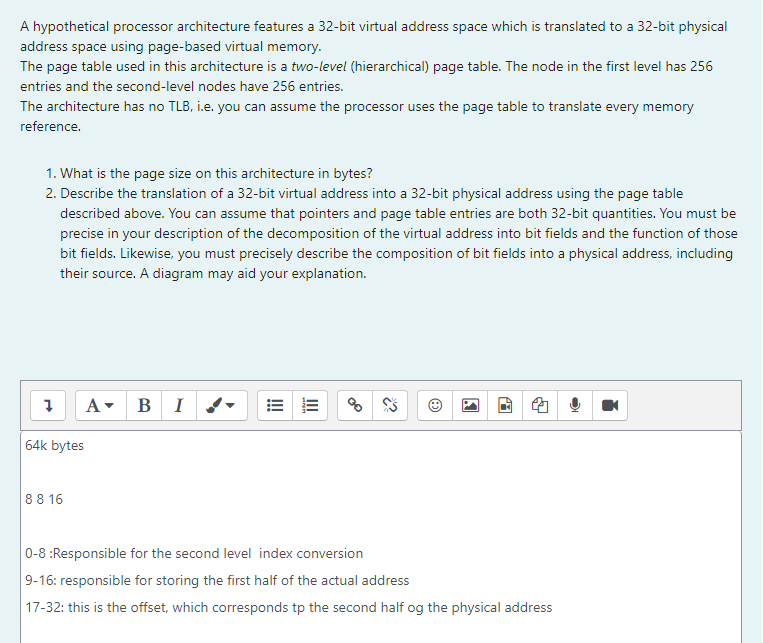 A hypothetical processor architecture features a 32-bit virtual address space which is translated to a 32-bit physical
address space using page-based virtual memory.
The page table used in this architecture is a two-level (hierarchical) page table. The node in the first level has 256
entries and the second-level nodes have 256 entries.
The architecture has no TLB, i.e. you can assume the processor uses the page table to translate every memory
reference.
1. What is the page size on this architecture in bytes?
2. Describe the translation of a 32-bit virtual address into a 32-bit physical address using the page table
described above. You can assume that pointers and page table entries are both 32-bit quantities. You must be
precise in your description of the decomposition of the virtual address into bit fields and the function of those
bit fields. Likewise, you must precisely describe the composition of bit fields into a physical address, including
their source. A diagram may aid your explanation.
A B I
64k bytes
8 8 16
0-8 :Responsible for the second level index conversion
9-16: responsible for storing the first half of the actual address
17-32: this is the offset, which corresponds tp the second half og the physical address